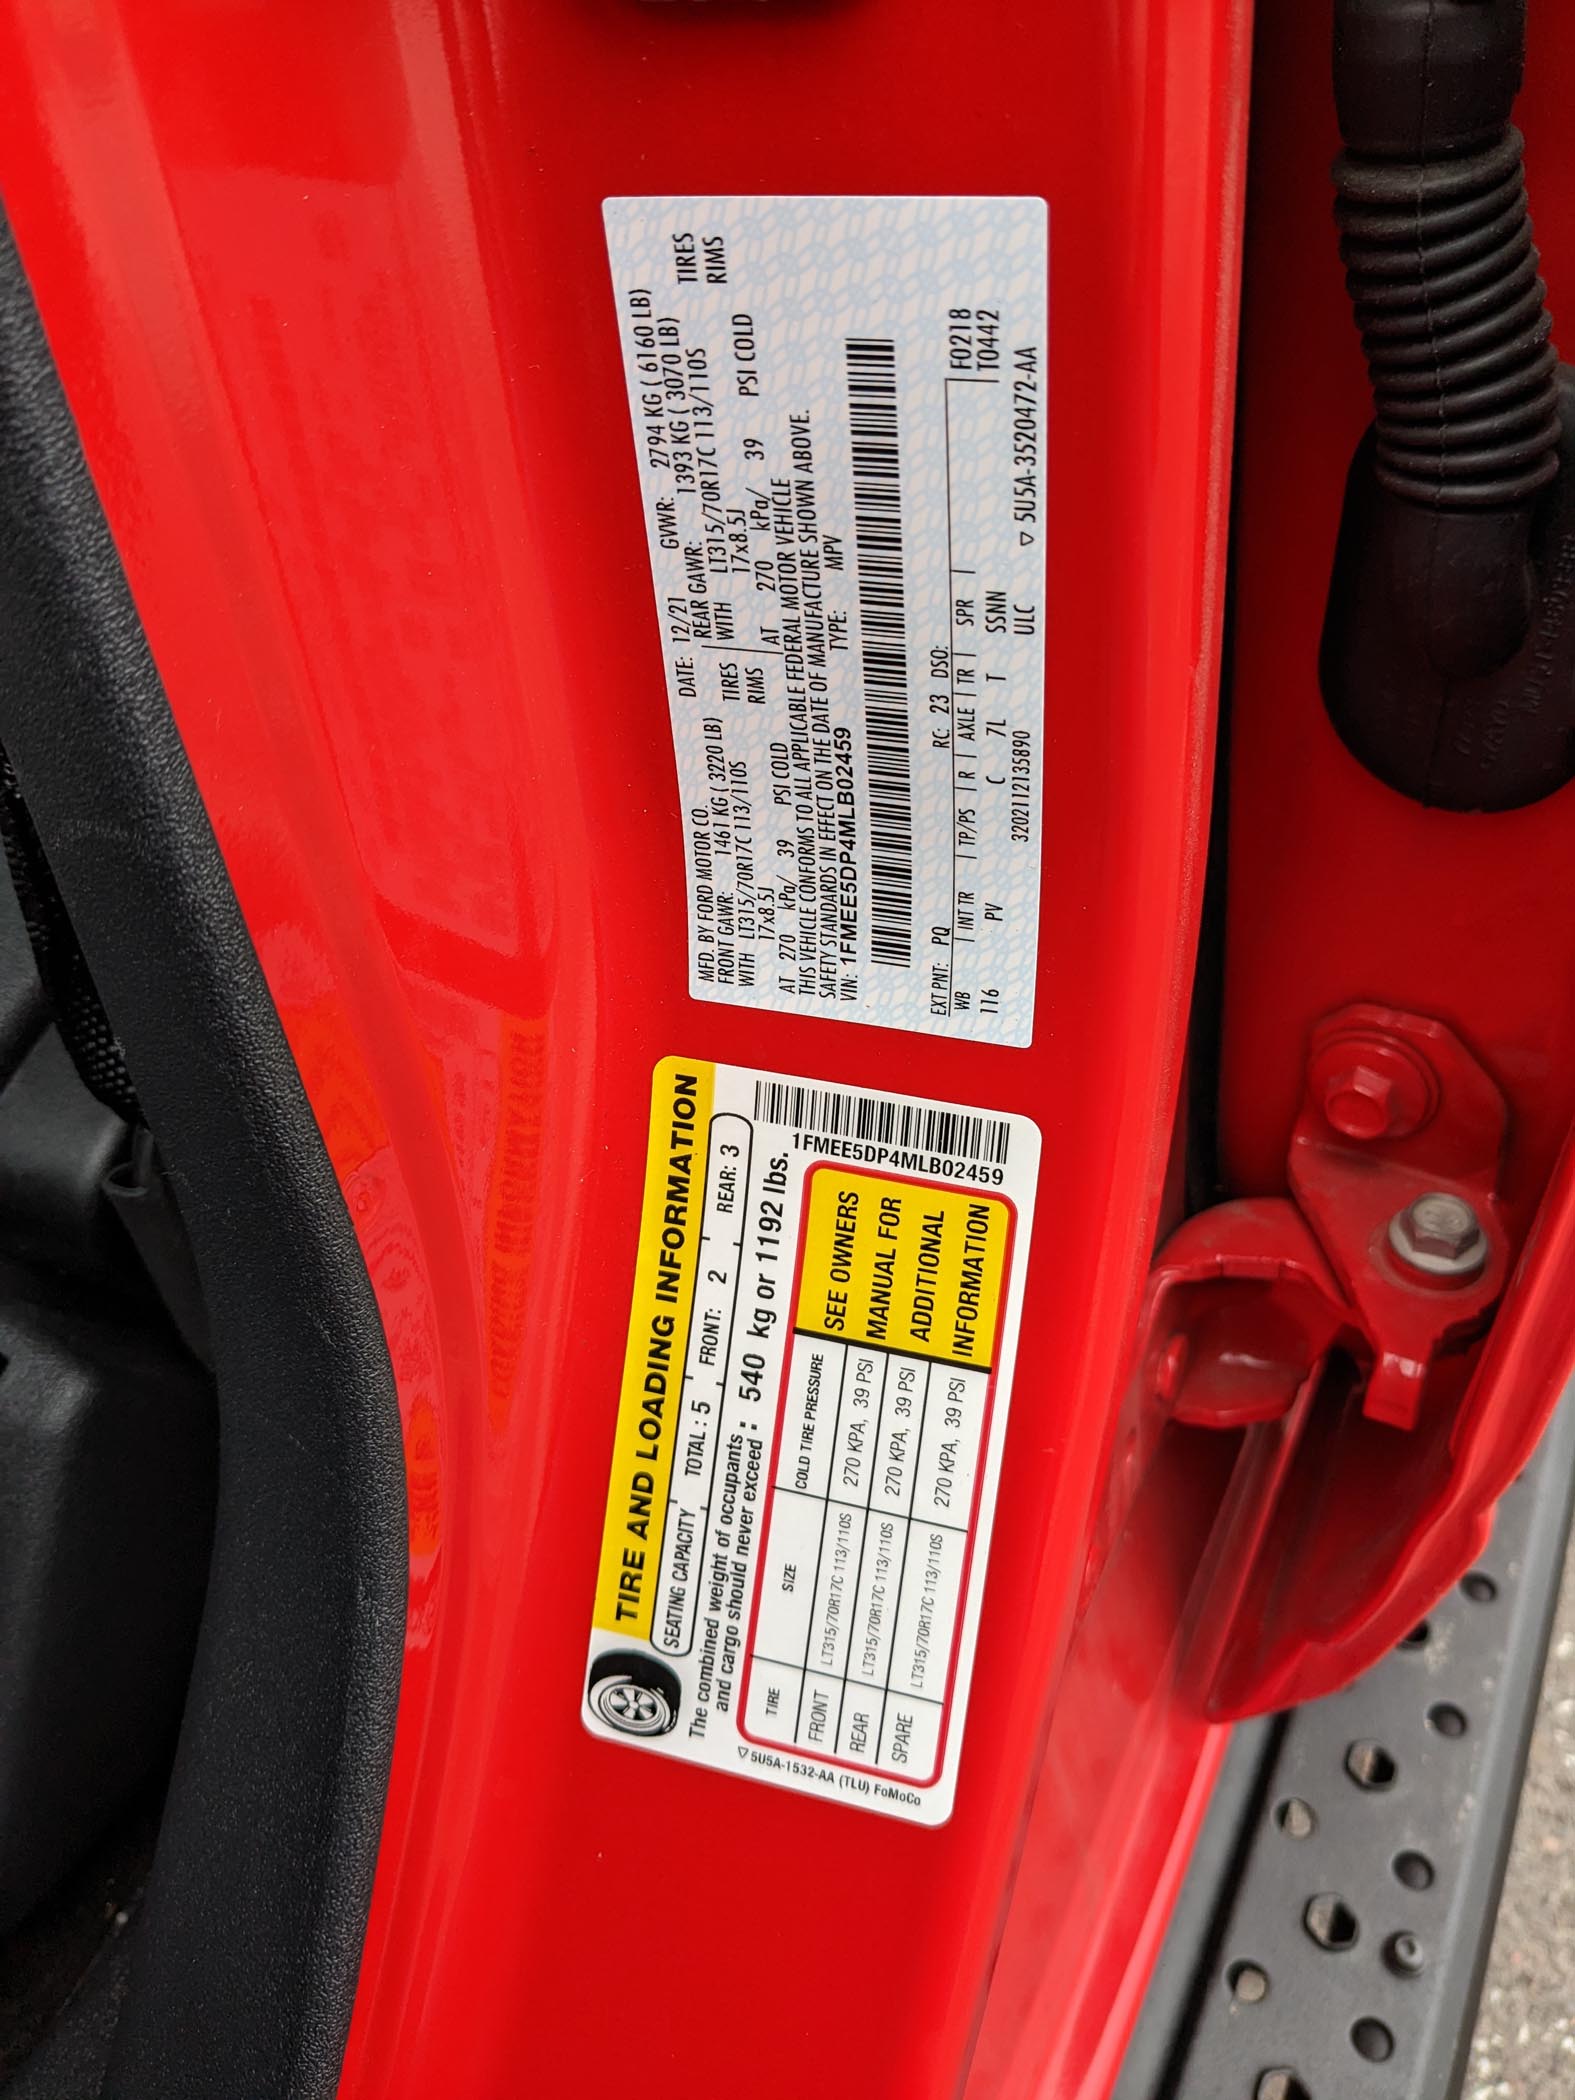 MFD. BY FORD MOTOR CO. DATE: 12/21 GVWR: 2794 KG ( 6160 LB)
FRONT GAWR: 1461 KG ( 3220 LB) REAR GAWR: 1393 KG ( 3070 LB)
WITH LT315/70R17C 113/110S TIRES WITH LT315/70R17C 113/110S TIRES
17x8.5J RIMS 17x8.5J RIMS
AT 270 kPa/ 39 PSI COLD AT 270 kPa/ 39 PSI COLD
THIS VEHICLE CONFORMS TO ALL APPLICABLE FEDERAL MOTOR VEHICLE
SAFETY STANDARDS IN EFFECT ON THE DATE OF MANUFACTURE SHOWN ABOVE.
VIN: 1FMEE5DP4MLB02459 TYPE: MPV
EXT PNT: PQ RC: 23 DSO: F0218
WB INT TR TP/PS R AXLE TR SPR T0442
116 PV C 7L T SSNN
3202112135890 ULC ▽ 5U5A-3520472-AA
TIRE AND LOADING INFORMATION
SEATING CAPACITY TOTAL : 5 FRONT: 2 REAR: 3
The combined weight of occupants
and cargo should never exceed : 540 kg or 1192 lbs.
TIRE SIZE COLD TIRE PRESSURE
FRONT LT315/70R17C 113/110S 270 KPA, 39 PSI
REAR LT315/70R17C 113/110S 270 KPA, 39 PSI
SPARE LT315/70R17C 113/110S 270 KPA, 39 PSI
SEE OWNERS
MANUAL FOR
ADDITIONAL
INFORMATION
1FMEE5DP4MLB02459
▽ 5U5A-1532-AA (TLU) FoMoCo